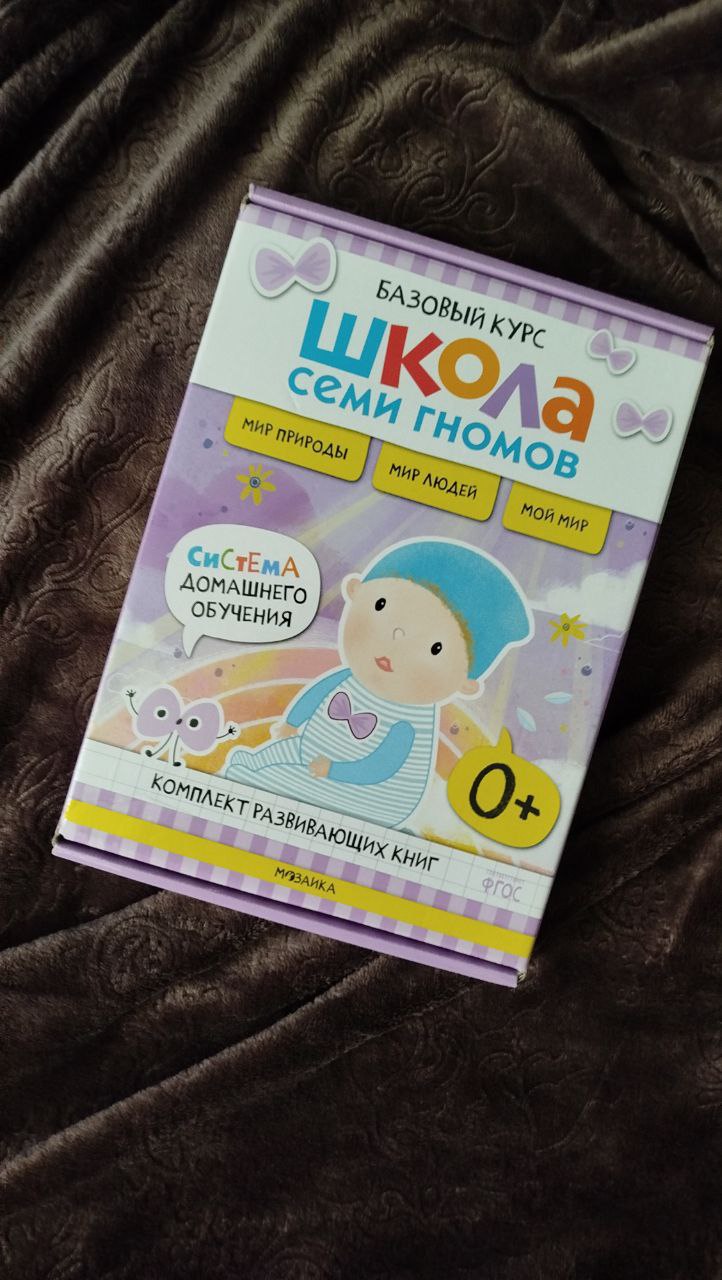 БАЗОВЫЙ КУРС
ШКОЛА
СЕМИ ГНОМОВ
МИР ПРИРОДЫ
МИР ЛЮДЕЙ
МОЙ МИР
СИСТЕМА
ДОМАШНЕГО
ОБУЧЕНИЯ
0+
КОМПЛЕКТ РАЗВИВАЮЩИХ КНИГ
МОЗАИКА
ФГОС